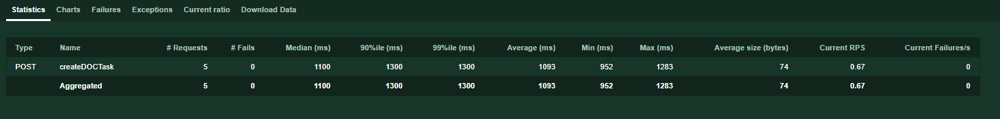 Statistics Charts Failures Exceptions Current ratio Download Data
Type Name # Requests # Fails Median (ms) 90%ile (ms) 99%ile (ms) Average (ms) Min (ms) Max (ms) Average size (bytes) Current RPS Current Failures/s
POST createDOCTask 5 0 1100 1300 1300 1093 952 1283 74 0.67 0
Aggregated 5 0 1100 1300 1300 1093 952 1283 74 0.67 0